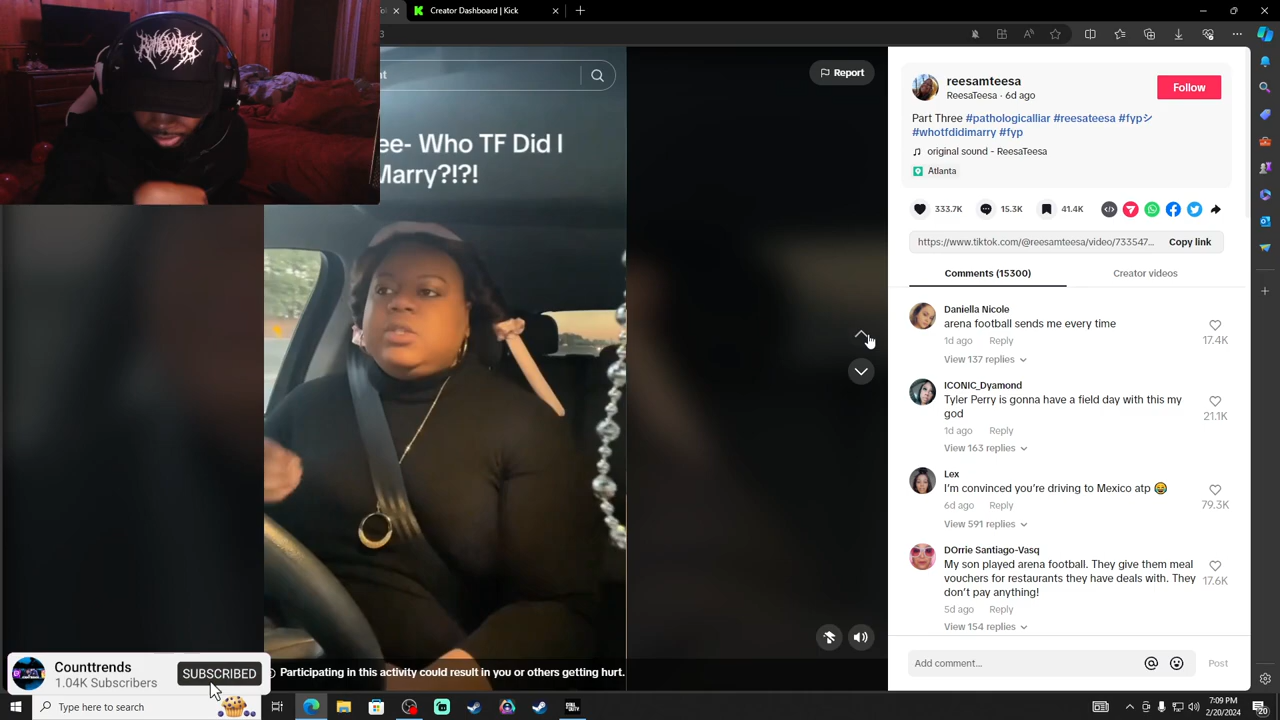 Creator Dashboard | Kick
Report
ee- Who TF Did I
Marry?!?!
reesamteesa
ReesaTeesa · 6d ago
Follow
Part Three #pathologicalliar #reesateesa #fypシ
#whotfdidimarry #fyp
original sound - ReesaTeesa
Atlanta
333.7K
15.3K
41.4K
https://www.tiktok.com/@reesamteesa/video/733547...
Copy link
Comments (15300)
Creator videos
Daniella Nicole
arena football sends me every time
1d ago Reply
17.4K
View 137 replies
ICONIC_Dyamond
Tyler Perry is gonna have a field day with this my
god
21.1K
1d ago Reply
View 163 replies
Lex
I'm convinced you're driving to Mexico atp 😂
79.3K
6d ago Reply
View 591 replies
DOrrie Santiago-Vasq
My son played arena football. They give them meal
vouchers for restaurants they have deals with. They
don't pay anything!
17.6K
5d ago Reply
View 154 replies
Add comment...
Post
Participating in this activity could result in you or others getting hurt.
Counttrends
1.04K Subscribers
SUBSCRIBED
Type here to search
7:09 PM
2/20/2024